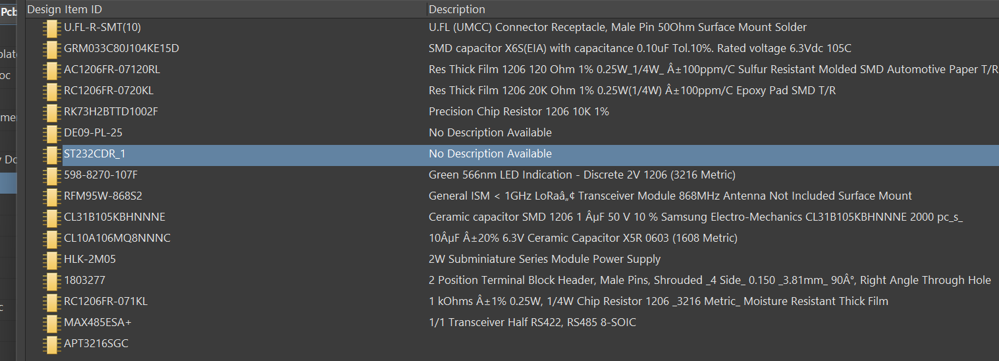 Pcb
Design Item ID Description
U.FL-R-SMT(10) U.FL (UMCC) Connector Receptacle, Male Pin 50Ohm Surface Mount Solder
GRM033C80J104KE15D SMD capacitor X6S(EIA) with capacitance 0.10uF Tol.10%. Rated voltage 6.3Vdc 105C
plat
AC1206FR-07120RL Res Thick Film 1206 120 Ohm 1% 0.25W_1/4W_ Â±100ppm/C Sulfur Resistant Molded SMD Automotive Paper T/R
oc
RC1206FR-0720KL Res Thick Film 1206 20K Ohm 1% 0.25W(1/4W) Â±100ppm/C Epoxy Pad SMD T/R
RK73H2BTTD1002F Precision Chip Resistor 1206 10K 1%
me
DE09-PL-25 No Description Available
ST232CDR_1 No Description Available
y Do
598-8270-107F Green 566nm LED Indication - Discrete 2V 1206 (3216 Metric)
RFM95W-868S2 General ISM < 1GHz LoRaâ„¢ Transceiver Module 868MHz Antenna Not Included Surface Mount
CL31B105KBHNNNE Ceramic capacitor SMD 1206 1 ÂµF 50 V 10 % Samsung Electro-Mechanics CL31B105KBHNNNE 2000 pc_s_
CL10A106MQ8NNNC 10ÂµF Â±20% 6.3V Ceramic Capacitor X5R 0603 (1608 Metric)
HLK-2M05 2W Subminiature Series Module Power Supply
1803277 2 Position Terminal Block Header, Male Pins, Shrouded _4 Side_ 0.150 _3.81mm_ 90Â°, Right Angle Through Hole
RC1206FR-071KL 1 kOhms Â±1% 0.25W, 1/4W Chip Resistor 1206 _3216 Metric_ Moisture Resistant Thick Film
c
MAX485ESA+ 1/1 Transceiver Half RS422, RS485 8-SOIC
APT3216SGC